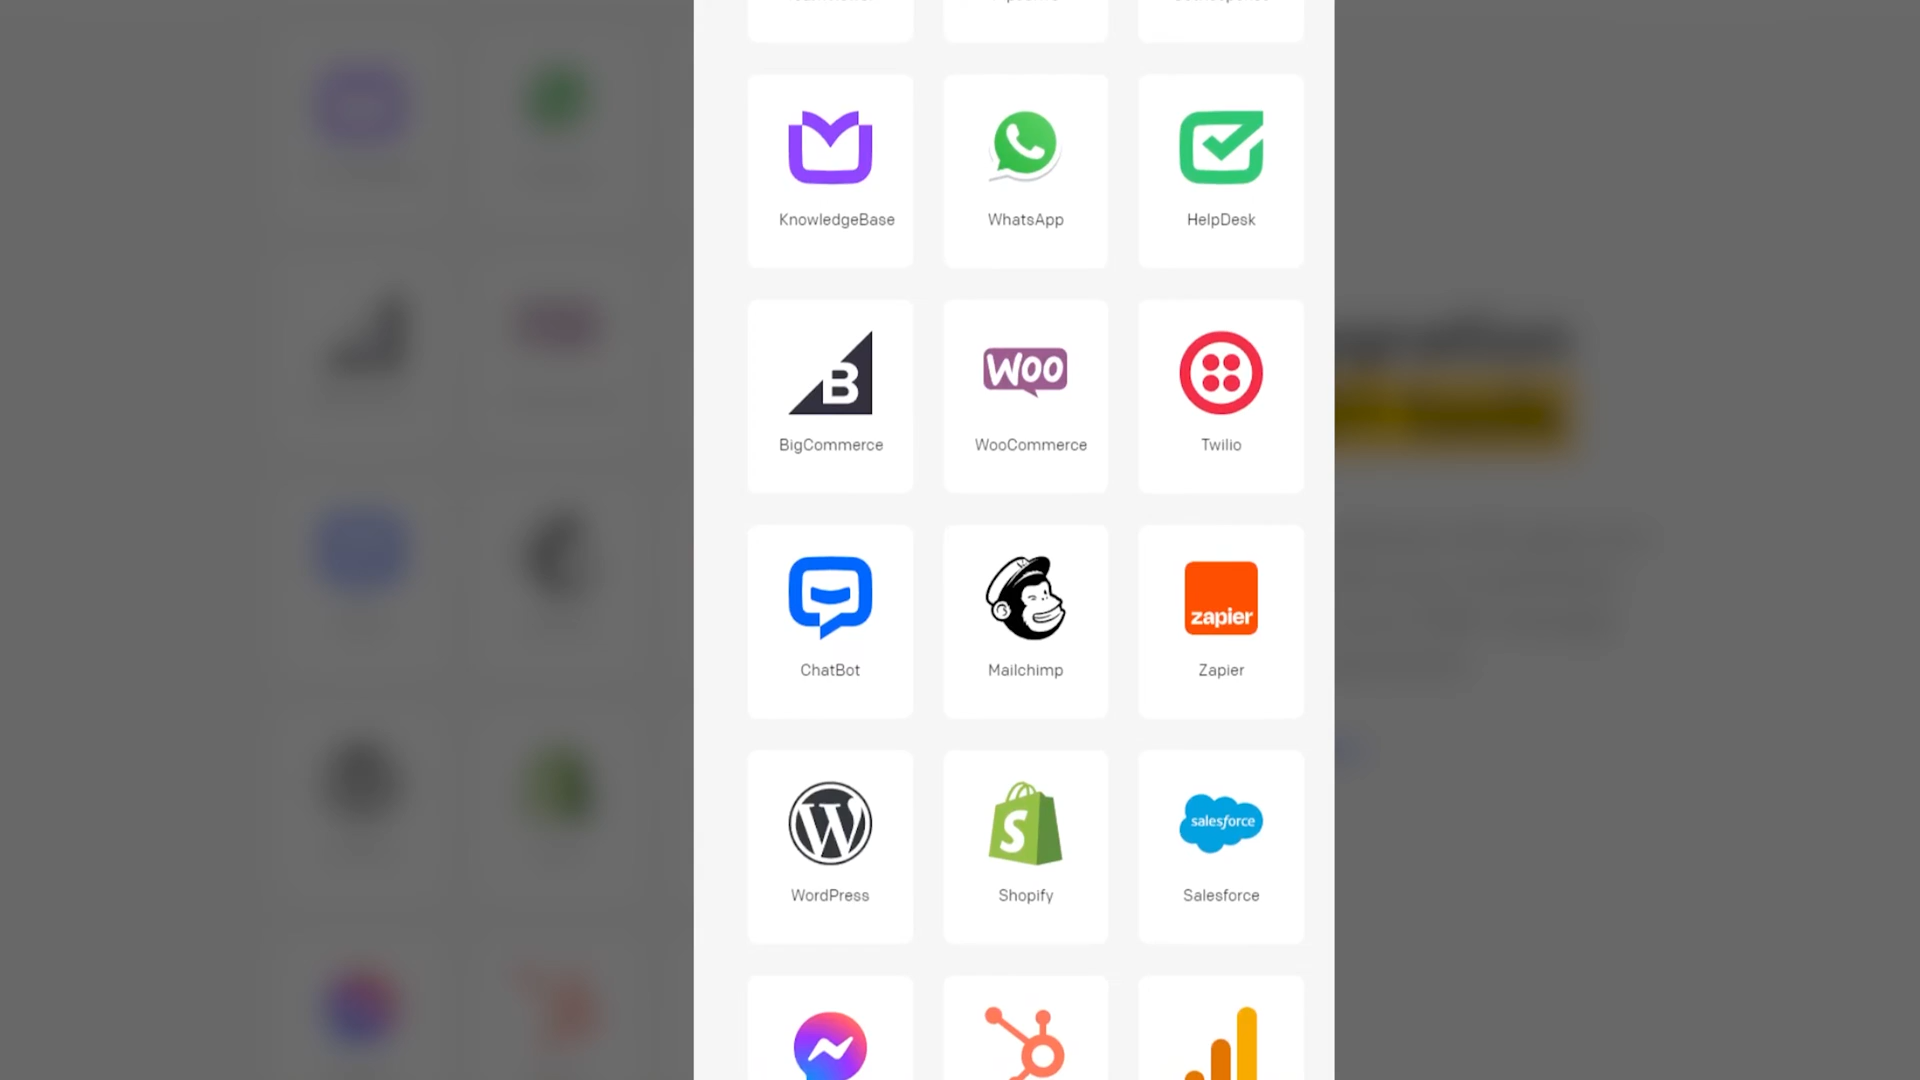 KnowledgeBase
WhatsApp
HelpDesk
B
WOO
BigCommerce
WooCommerce
Twilio
zapier
ChatBot
Mailchimp
Zapier
W
S
salesforce
WordPress
Shopify
Salesforce